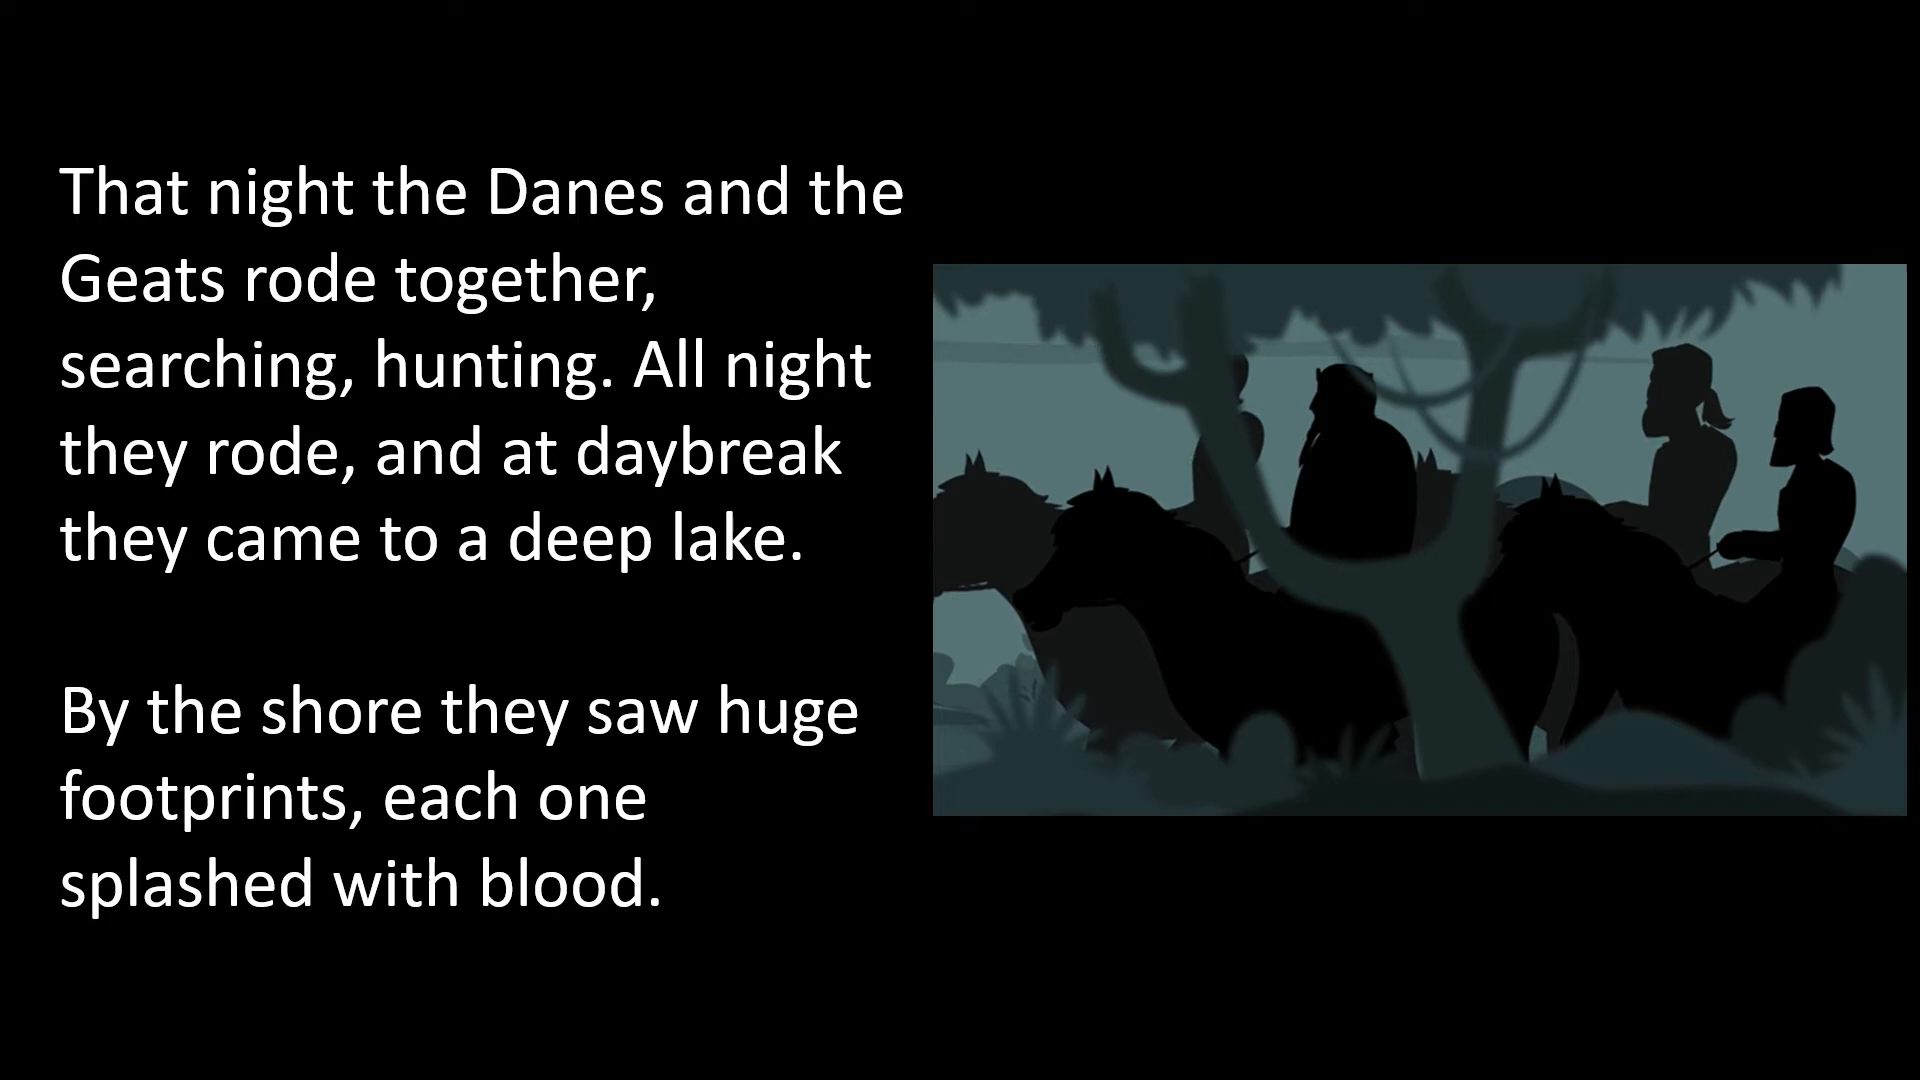 That night the Danes and the
Geats rode together,
searching, hunting. All night
they rode, and at daybreak
they came to a deep lake.
By the shore they saw huge
footprints, each one
splashed with blood.